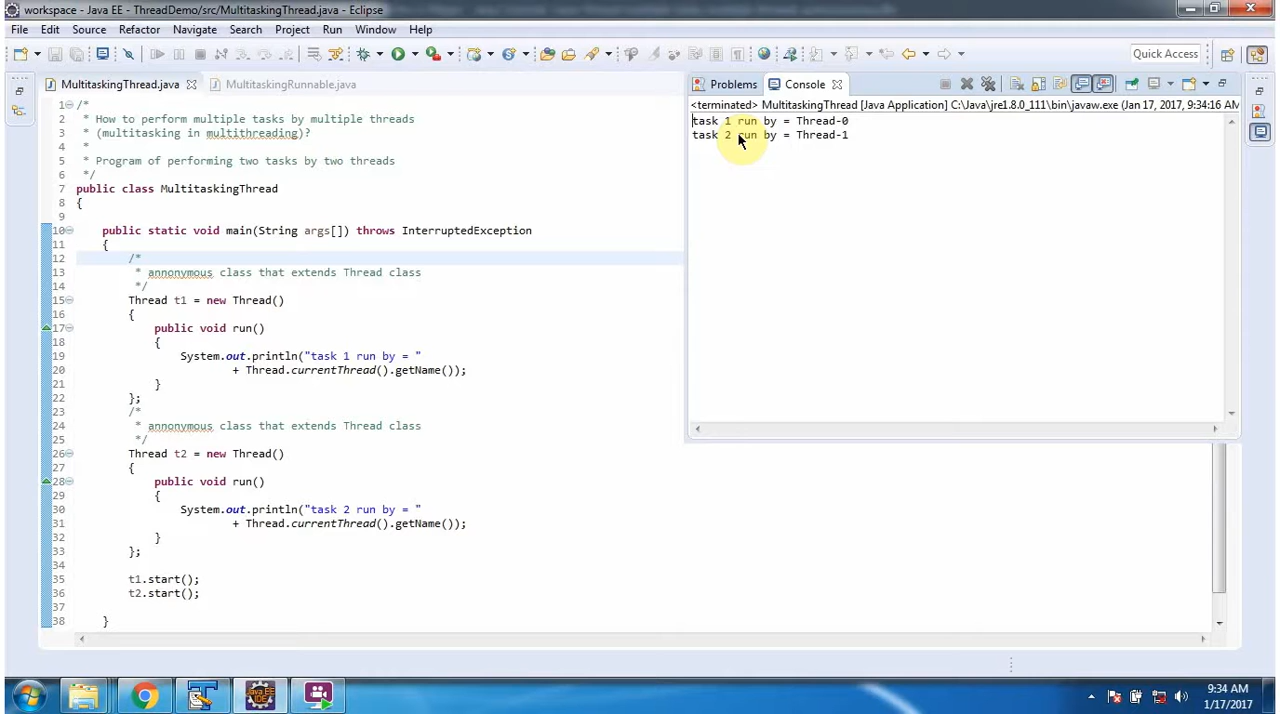 workspace - Java EE - ThreadDemo/src/MultitaskingThread.java - Eclipse
File Edit Source Refactor Navigate Search Project Run Window Help
Quick Access
MultitaskingThread.java MultitaskingRunnable.java
Problems Console
<terminated> MultitaskingThread [Java Application] C:\Java\jre1.8.0_111\bin\javaw.exe (Jan 17, 2017, 9:34:16 AM
task 1 run by = Thread-0
task 2 run by = Thread-1
1 /*
2 * How to perform multiple tasks by multiple threads
3 * (multitasking in multithreading)?
4 *
5 * Program of performing two tasks by two threads
6 */
7 public class MultitaskingThread
8 {
9
10 public static void main(String args[]) throws InterruptedException
11 {
12 /*
13 * annonymous class that extends Thread class
14 */
15 Thread t1 = new Thread()
16 {
17 public void run()
18 {
19 System.out.println("task 1 run by = "
20 + Thread.currentThread().getName());
21 }
22 };
23 /*
24 * annonymous class that extends Thread class
25 */
26 Thread t2 = new Thread()
27 {
28 public void run()
29 {
30 System.out.println("task 2 run by = "
31 + Thread.currentThread().getName());
32 }
33 };
34
35 t1.start();
36 t2.start();
37
38 }
Java EE
IDE
9:34 AM
1/17/2017